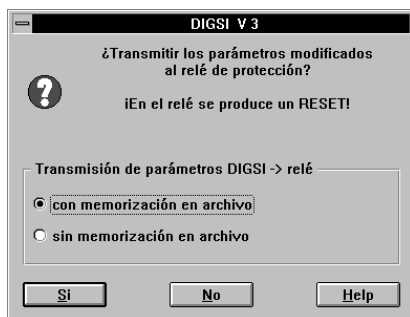 DIGSI V 3
¿Transmitir los parámetros modificados
al relé de protección?
¡En el relé se produce un RESET!
Transmisión de parámetros DIGSI -> relé
con memorización en archivo
sin memorización en archivo
Si
No
Help